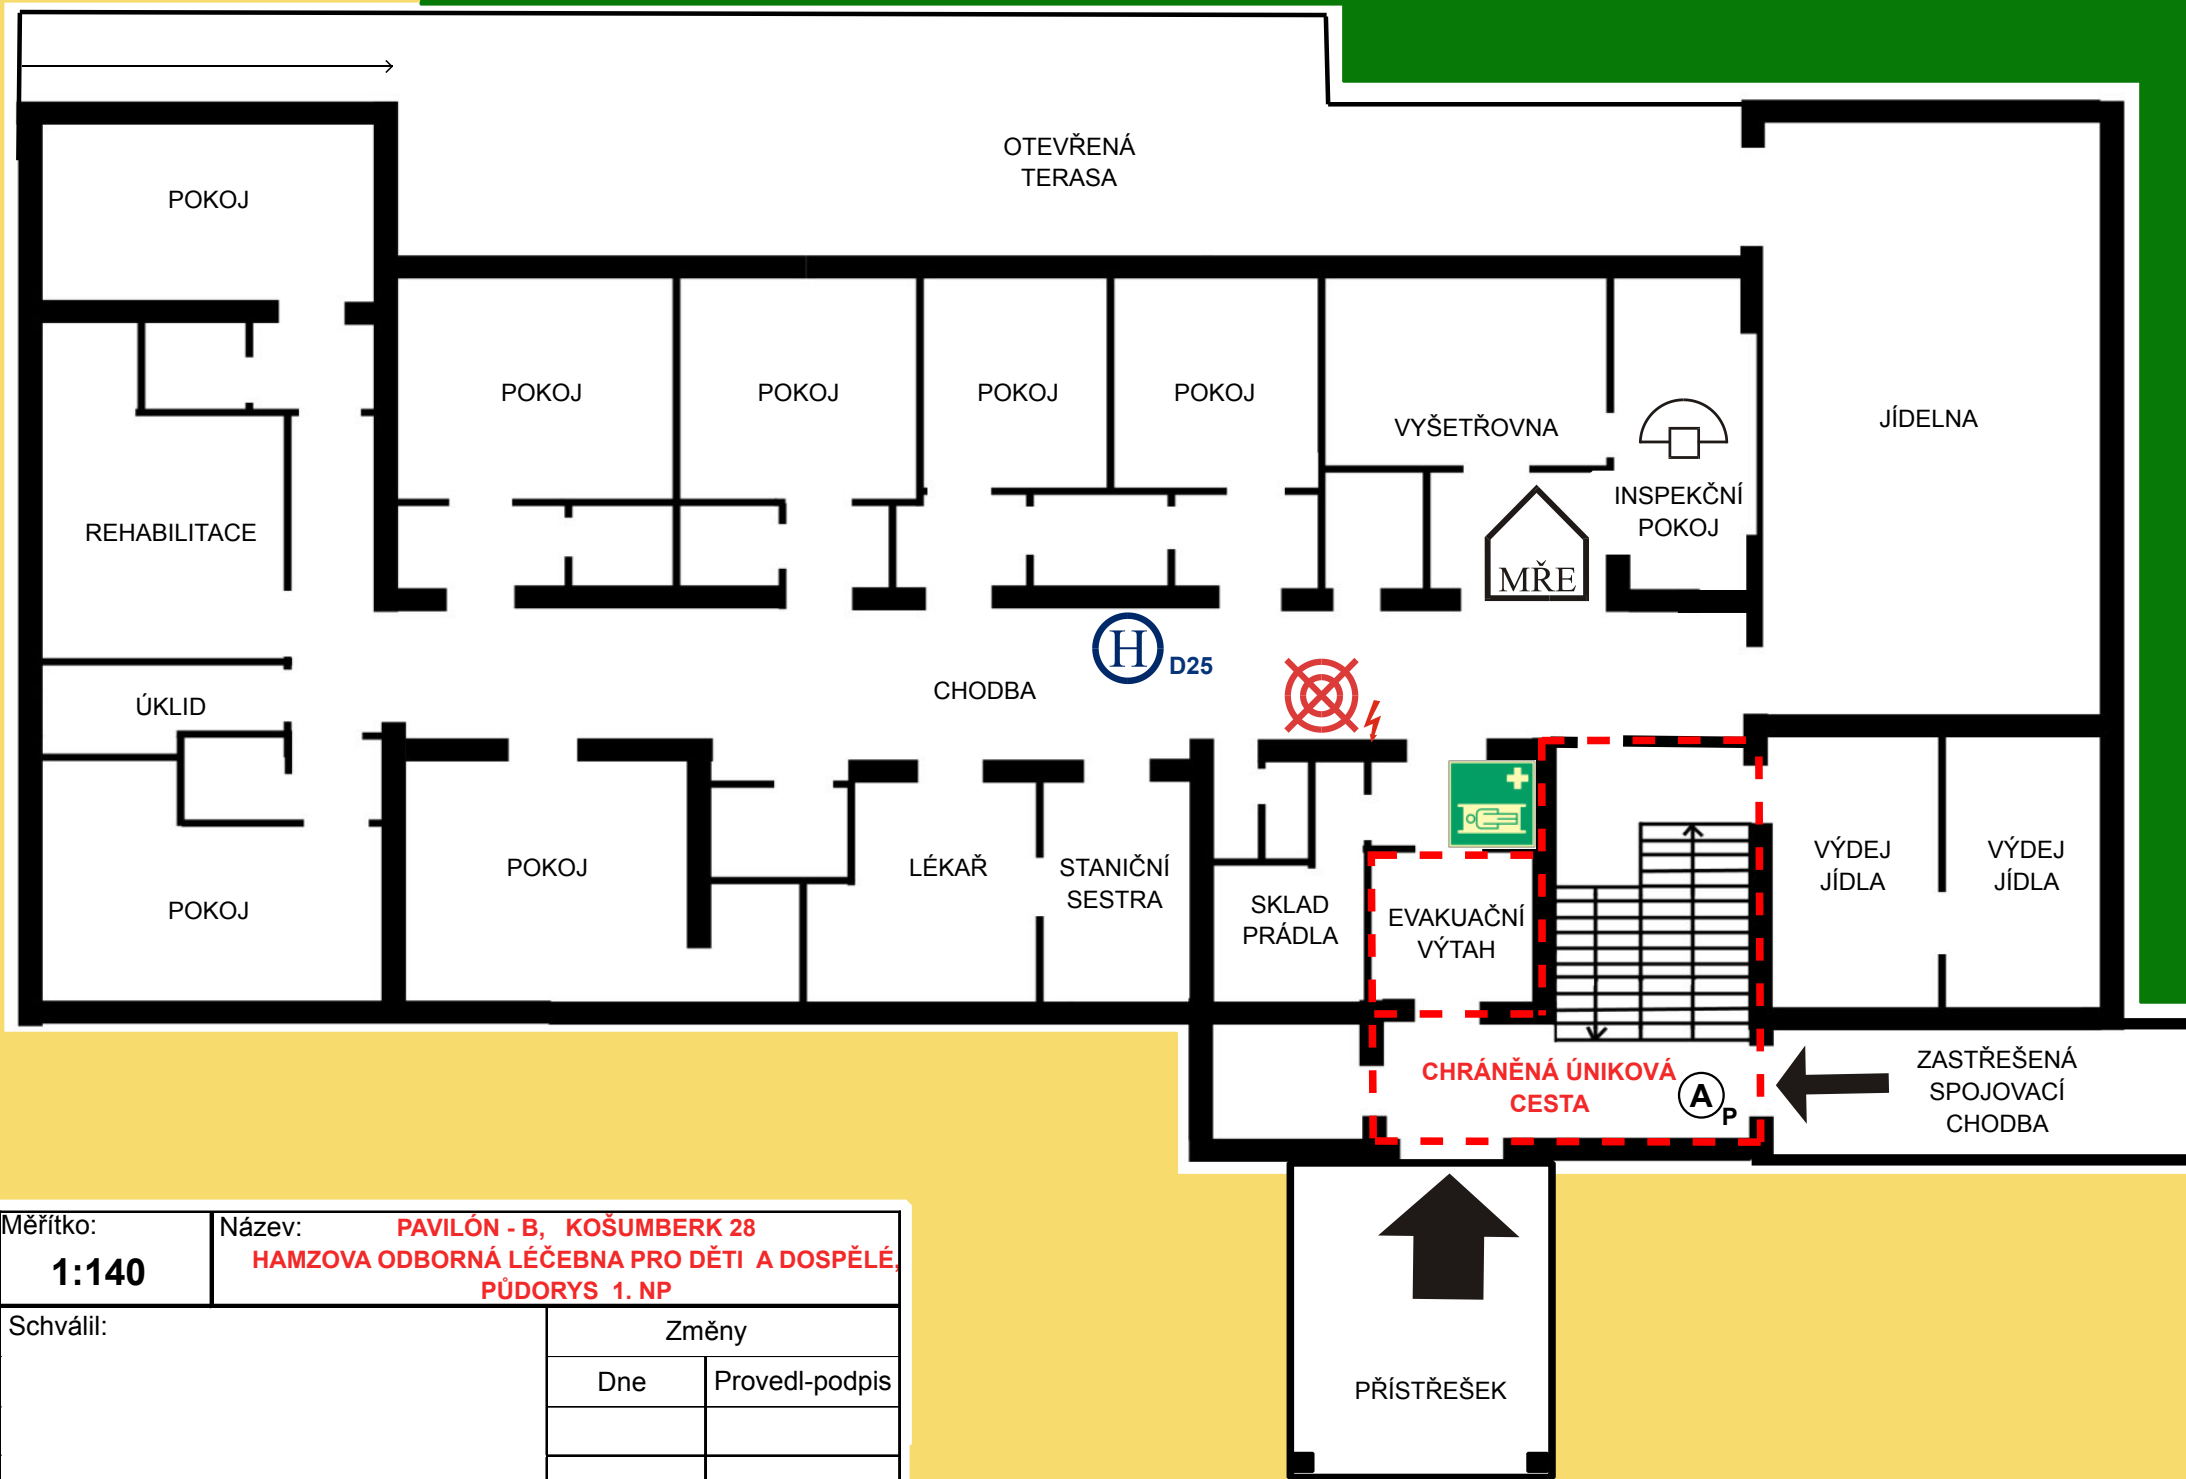 OTEVŘENÁ
TERASA
POKOJ
POKOJ
POKOJ
POKOJ
POKOJ
VYŠETŘOVNA
JÍDELNA
INSPEKČNÍ
POKOJ
REHABILITACE
MŘE
H D25
CHODBA
ÚKLID
POKOJ
POKOJ
LÉKAŘ
STANIČNÍ
SESTRA
SKLAD
PRÁDLA
EVAKUAČNÍ
VÝTAH
VÝDEJ
JÍDLA
VÝDEJ
JÍDLA
CHRÁNĚNÁ ÚNIKOVÁ
CESTA
A P
ZASTŘEŠENÁ
SPOJOVACÍ
CHODBA
PŘÍSTŘEŠEK
Měřítko:
1:140
Název: PAVILÓN - B, KOŠUMBERK 28
HAMZOVA ODBORNÁ LÉČEBNA PRO DĚTI A DOSPĚLÉ,
PŮDORYS 1. NP
Schválil:
Změny
Dne
Provedl-podpis